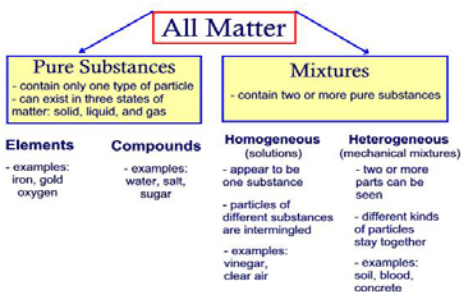 All Matter
Pure Substances
- contain only one type of particle
- can exist in three states of
matter: solid, liquid, and gas
Mixtures
- contain two or more pure substances
Elements
- examples:
iron, gold
oxygen
Compounds
- examples:
water, salt,
sugar
Homogeneous
(solutions)
- appear to be
one substance
- particles of
different substances
are intermingled
- examples:
vinegar,
clear air
Heterogeneous
(mechanical mixtures)
- two or more
parts can be
seen
- different kinds
of particles
stay together
- examples:
soil, blood,
concrete